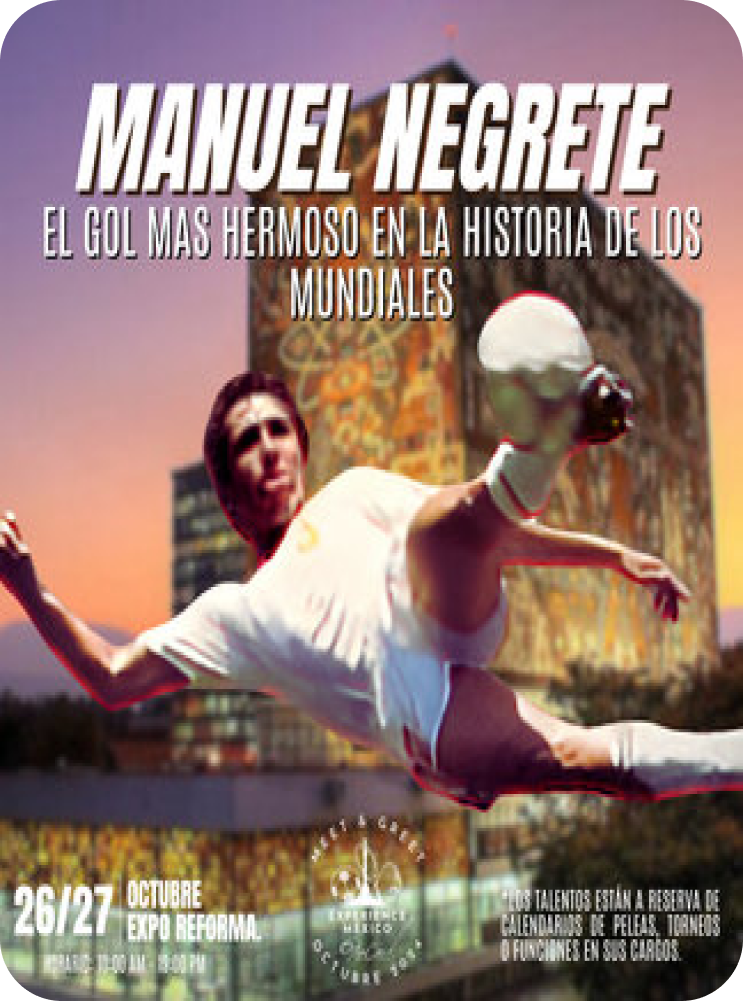 MANUEL NEGRETE
EL GOL MAS HERMOSO EN LA HISTORIA DE LOS
MUNDIALES
MEET & GREET
EXPERIENCE
MÉXICO
OCTUBRE
26/27
OCTUBRE
EXPO REFORMA.
HORARIO:
*LOS TALENTOS ESTÁN A RESERVA DE
CALENDARIOS DE PELEAS, TORNEOS
O FUNCIONES EN SUS CARGOS.